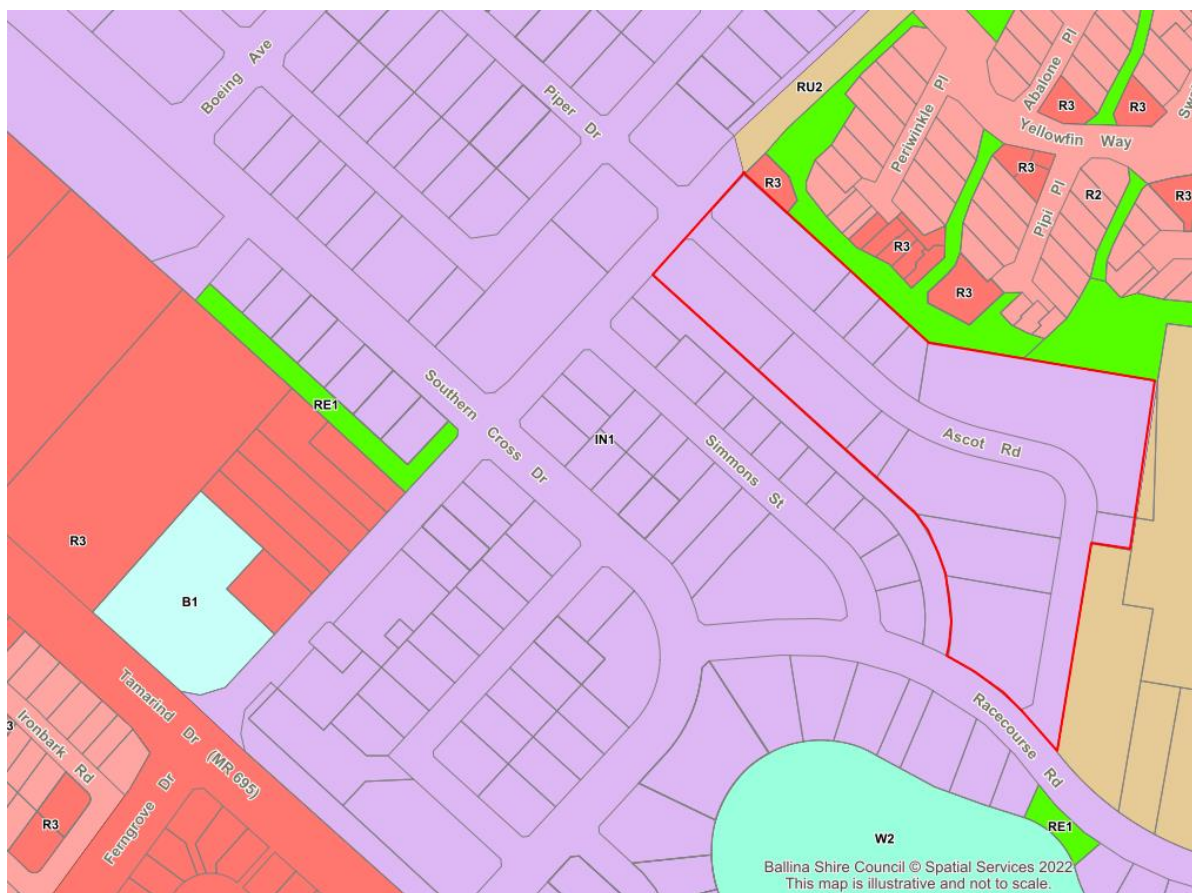 Boeing Ave
Piper Dr
RU2
Periwinkle Pl
Abalone Pl
R3
R3
Yellowfin Way
R3
R3
R2
R3
Pipi Pl
R3
R3
RE1
Southern Cross Dr
IN1
Simmons St
Ascot Rd
R3
B1
Tamarind Dr (MR 695)
Ironbark Rd
Ferngrove Dr
R3
Racecourse Rd
RE1
W2
Ballina Shire Council © Spatial Services 2022
This map is illustrative and not to scale.